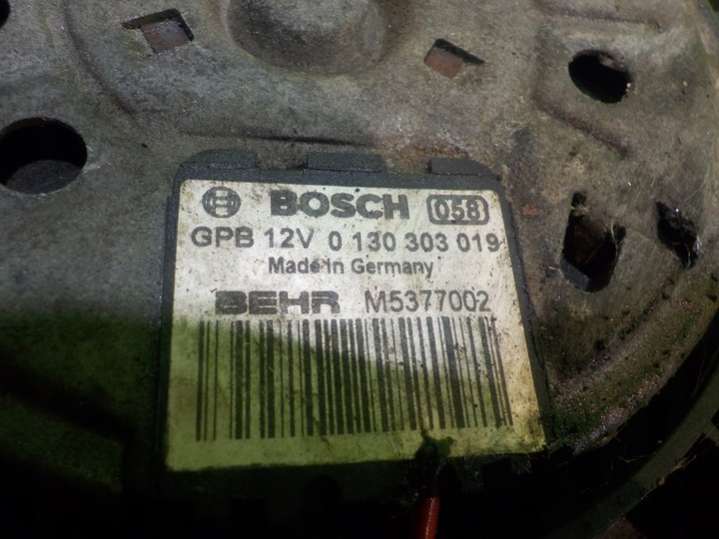 BOSCH 058
GPB 12V 0 130 303 019
Made in Germany
BEHR M5377002